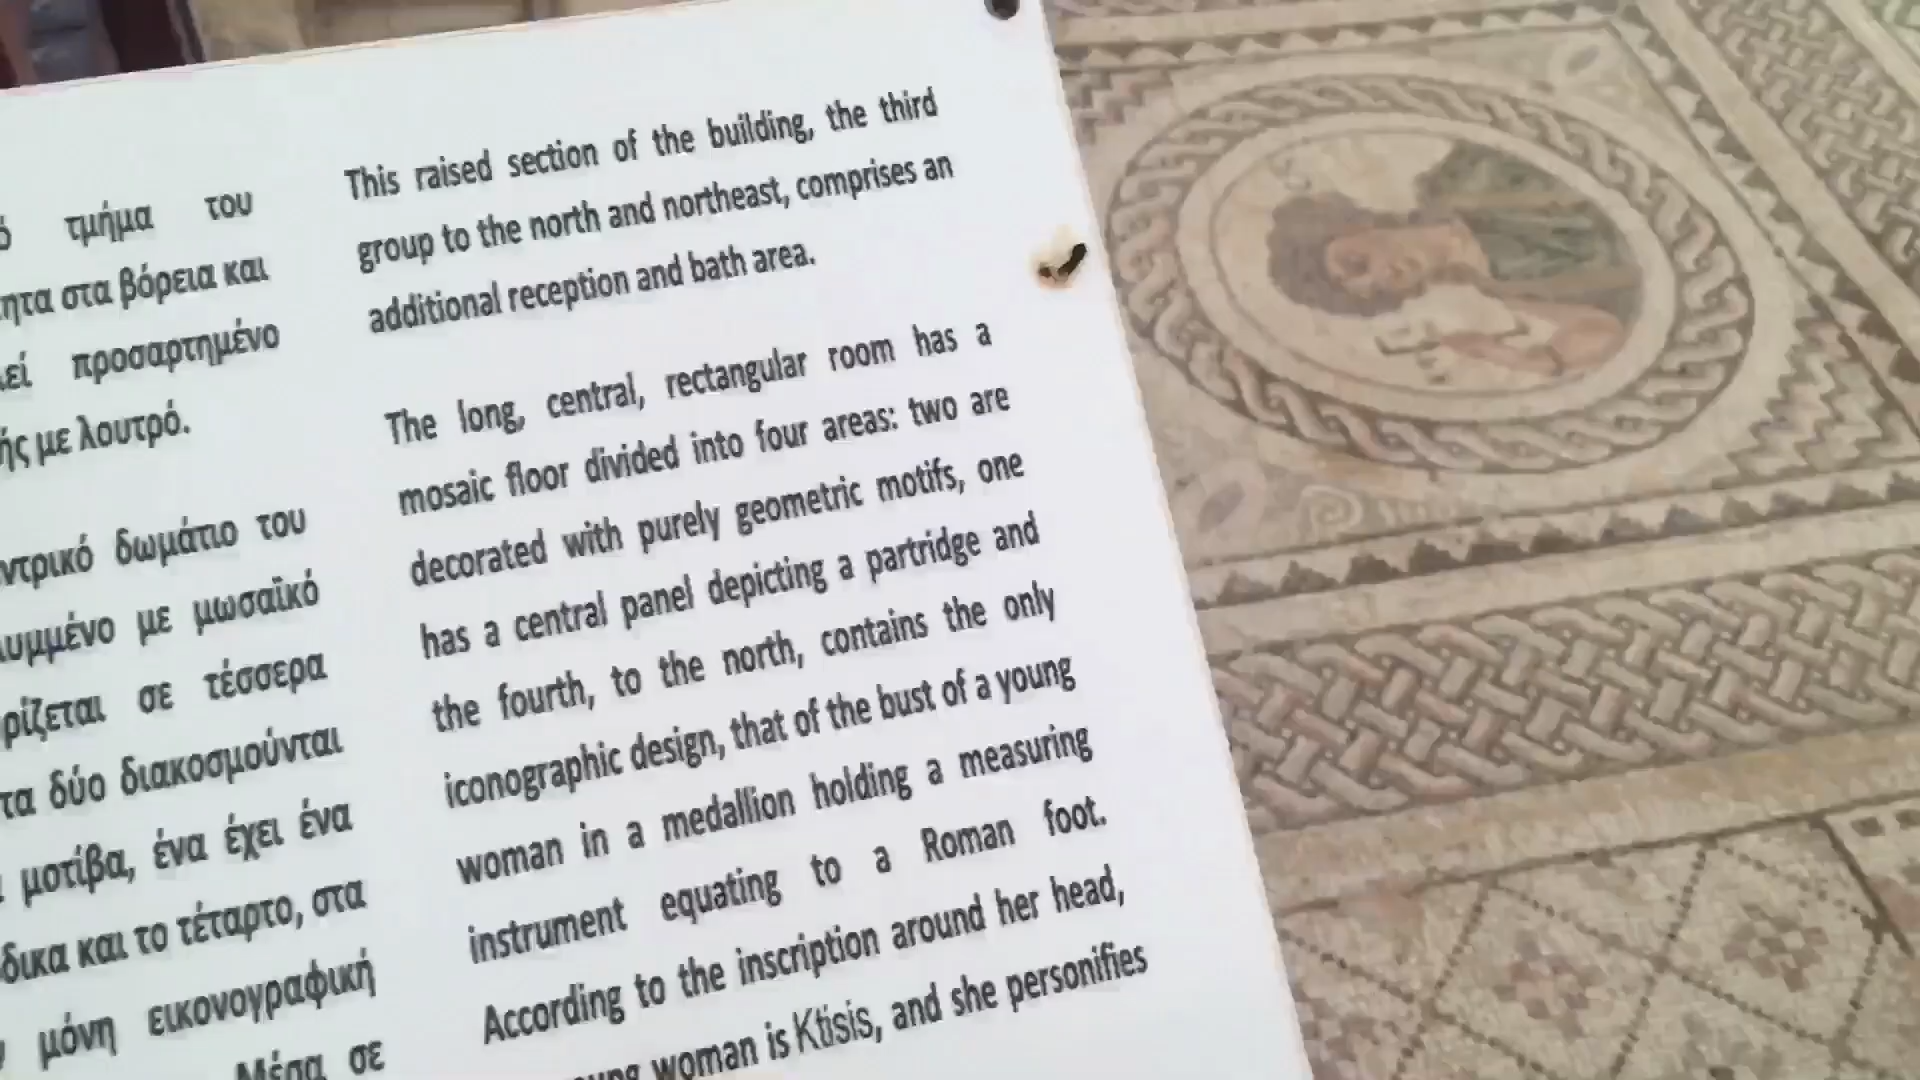 τμήμα του
στα βόρεια και
προσαρτημένο
με λουτρό.
δωμάτιο του
με μωσαϊκό
σε τέσσερα
δύο διακοσμούνται
μοτίβα, ένα έχει ένα
και το τέταρτο, στα
μόνη εικονογραφική
Μέσα σε
This raised section of the building, the third
group to the north and northeast, comprises an
additional reception and bath area.
The long, central, rectangular room has a
mosaic floor divided into four areas: two are
decorated with purely geometric motifs, one
has a central panel depicting a partridge and
the fourth, to the north, contains the only
iconographic design, that of the bust of a young
woman in a medallion holding a measuring
instrument equating to a Roman foot.
According to the inscription around her head,
woman is Ktisis, and she personifies